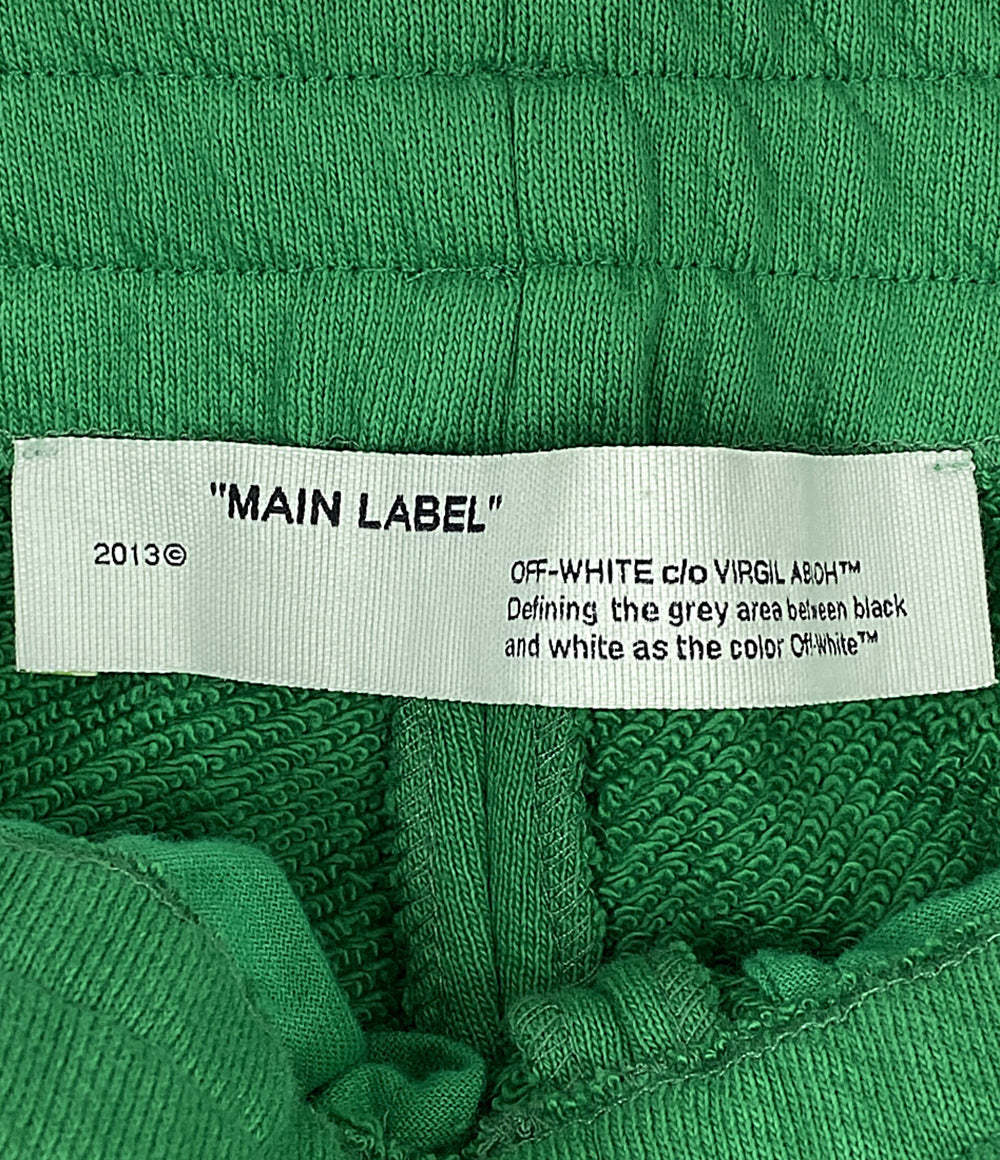 "MAIN LABEL"
2013©
OFF-WHITE c/o VIRGIL ABLOH™
Defining the grey area between black
and white as the color Off-White™